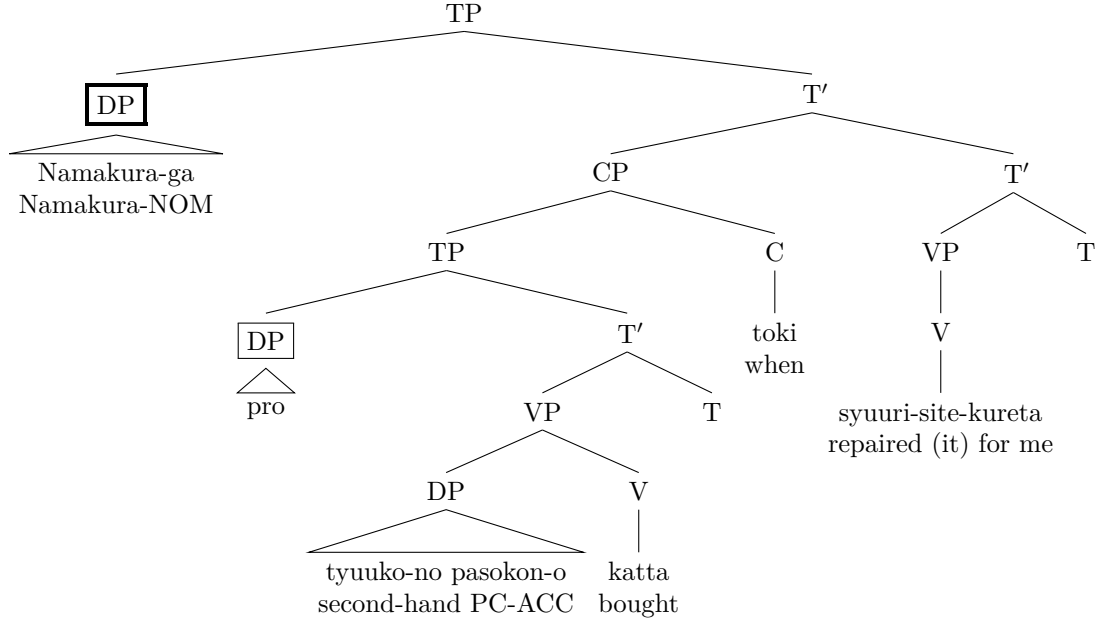 TP
DP
T′
Namakura-ga
Namakura-NOM
CP
T′
TP
C
VP
T
DP
T′
toki
when
V
pro
VP
T
syuuri-site-kureta
repaired (it) for me
DP
V
tyuuko-no pasokon-o
second-hand PC-ACC
katta
bought